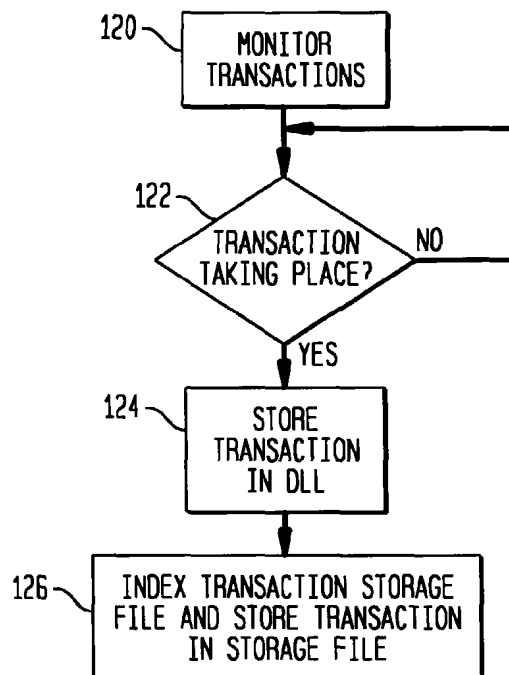 120
MONITOR
TRANSACTIONS
122
TRANSACTION
TAKING PLACE?
NO
YES
124
STORE
TRANSACTION
IN DLL
126
INDEX TRANSACTION STORAGE
FILE AND STORE TRANSACTION
IN STORAGE FILE